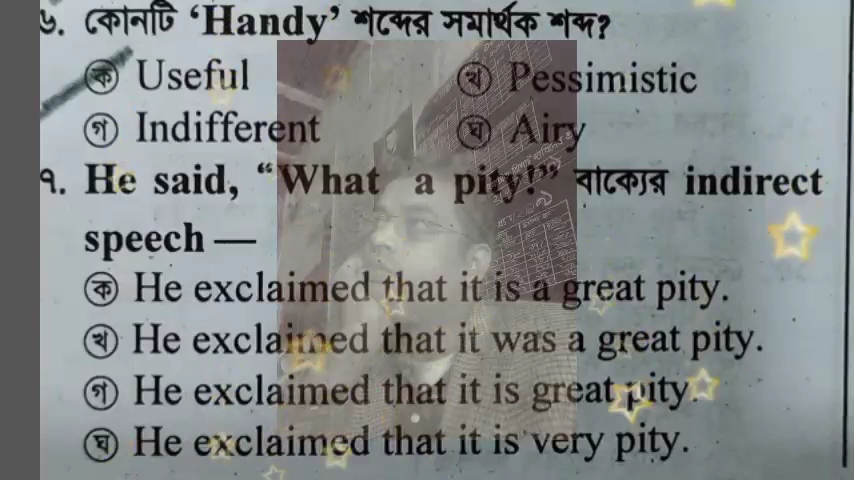 ৬. কোনটি ‘Handy’ শব্দের সমার্থক শব্দ?
ক Useful খ Pessimistic
গ Indifferent ঘ Airy
৭. He said, “What a pity!” বাক্যের indirect
speech —
ক He exclaimed that it is a great pity.
খ He exclaimed that it was a great pity.
গ He exclaimed that it is great pity.
ঘ He exclaimed that it is very pity.